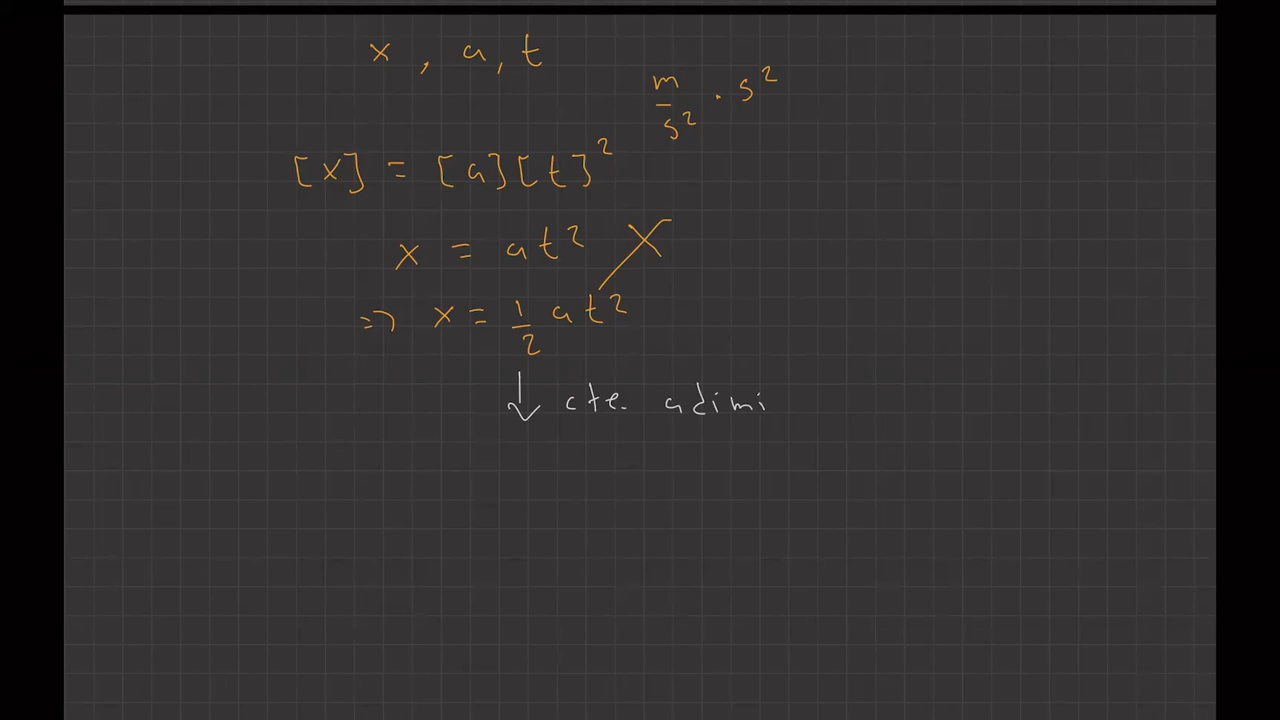 x , a, t
m/s² · s²
[x] = [a][t]²
x = at² X
=> x = 1/2 at²
↓ cte. adimi